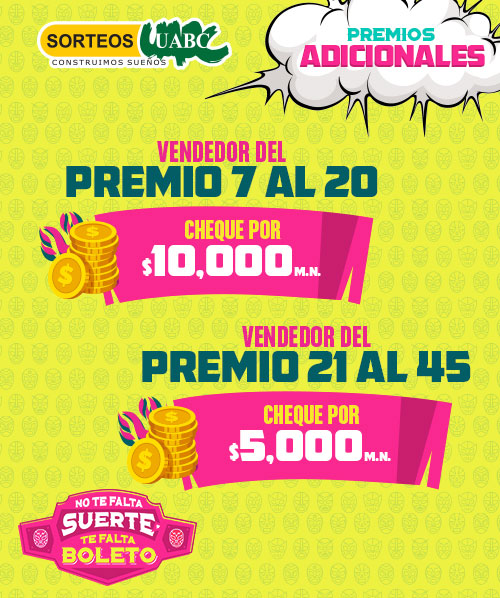 SORTEOS UABC
CONSTRUIMOS SUEÑOS
PREMIOS
ADICIONALES
VENDEDOR DEL
PREMIO 7 AL 20
CHEQUE POR
$10,000 M.N.
VENDEDOR DEL
PREMIO 21 AL 45
CHEQUE POR
$5,000 M.N.
NO TE FALTA
SUERTE,
TE FALTA
BOLETO